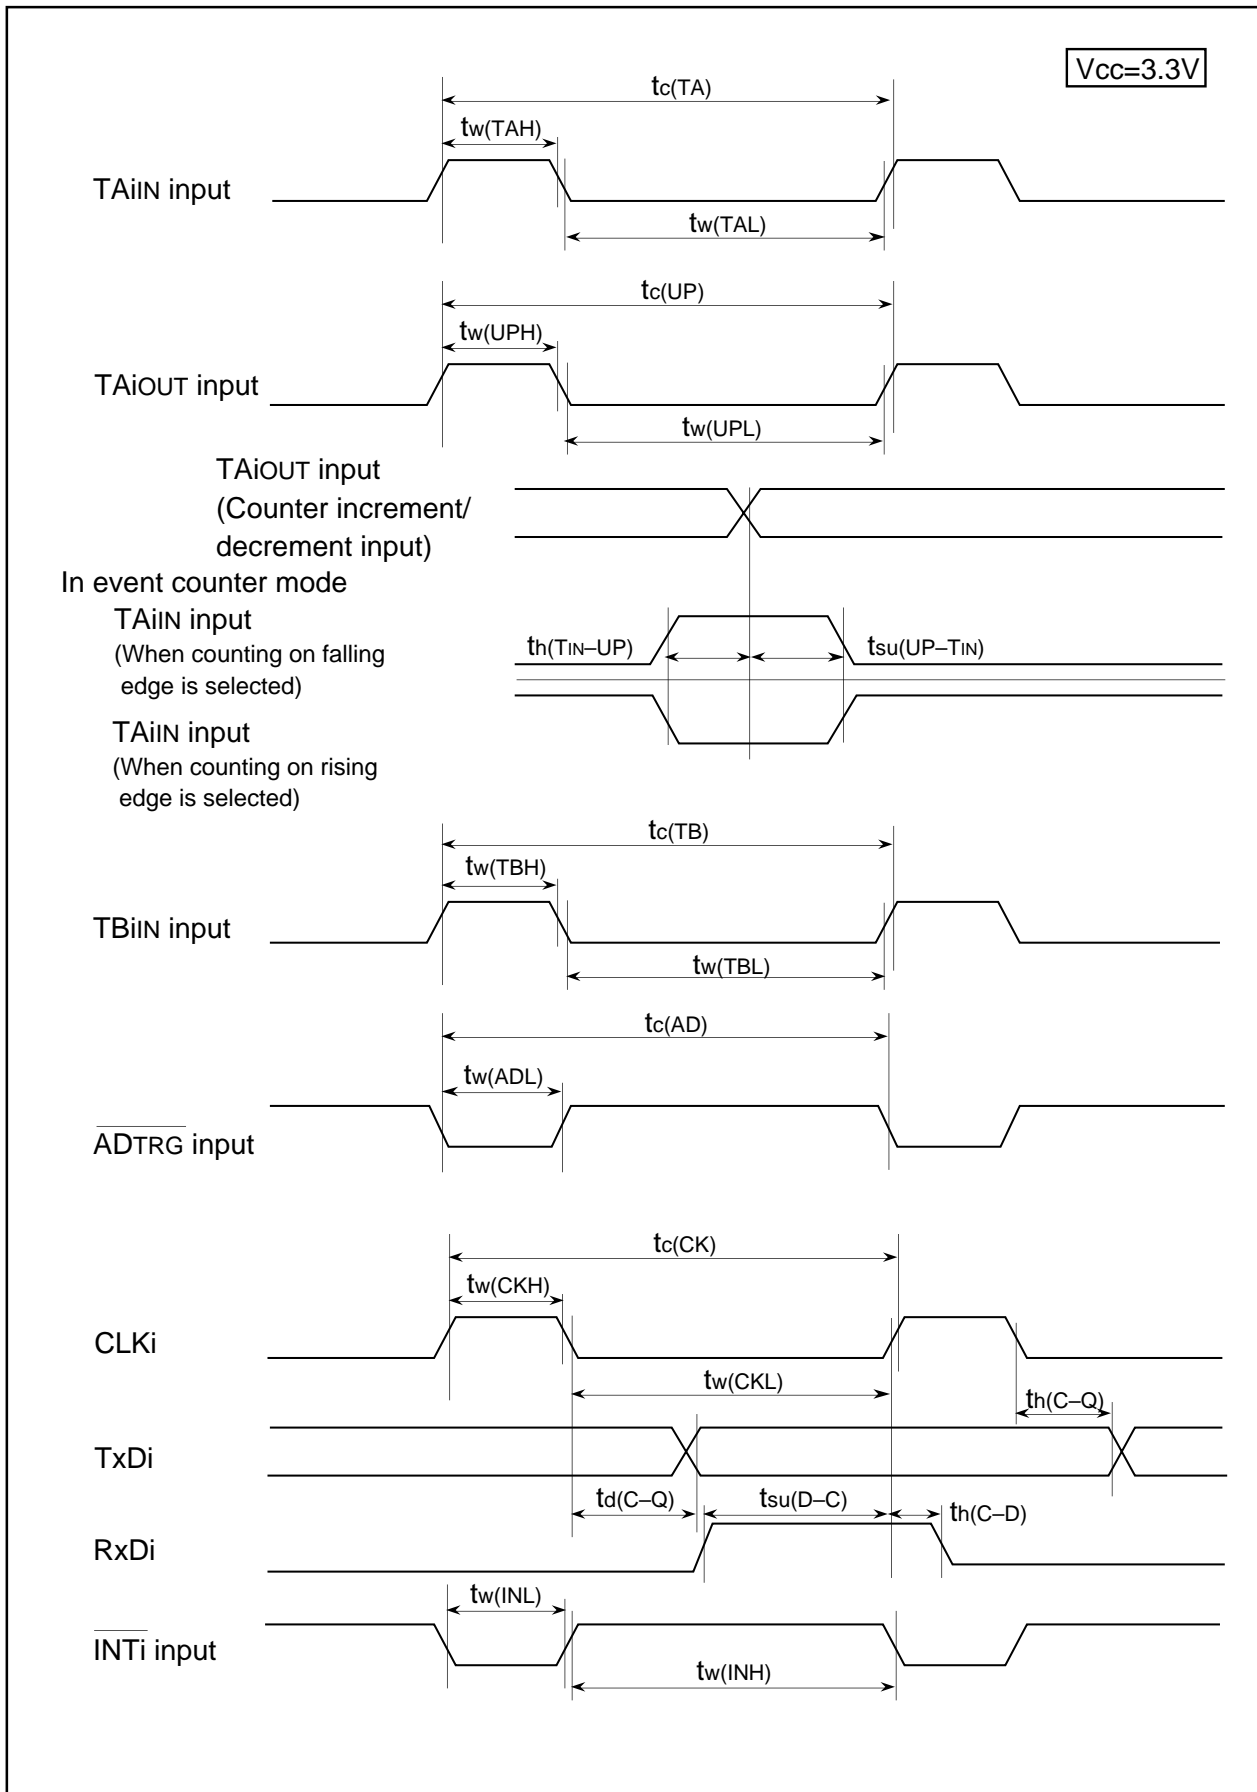 Vcc=3.3V
tc(TA)
tw(TAH)
TAiIN input
tw(TAL)
tc(UP)
tw(UPH)
TAiOUT input
tw(UPL)
TAiOUT input
(Counter increment/
decrement input)
In event counter mode
TAiIN input
(When counting on falling
edge is selected)
th(TIN–UP)
tsu(UP–TIN)
TAiIN input
(When counting on rising
edge is selected)
tc(TB)
tw(TBH)
TBiIN input
tw(TBL)
tc(AD)
tw(ADL)
ADTRG input
tc(CK)
tw(CKH)
CLKi
tw(CKL)
th(C–Q)
TxDi
td(C–Q)
tsu(D–C)
th(C–D)
RxDi
tw(INL)
INTi input
tw(INH)